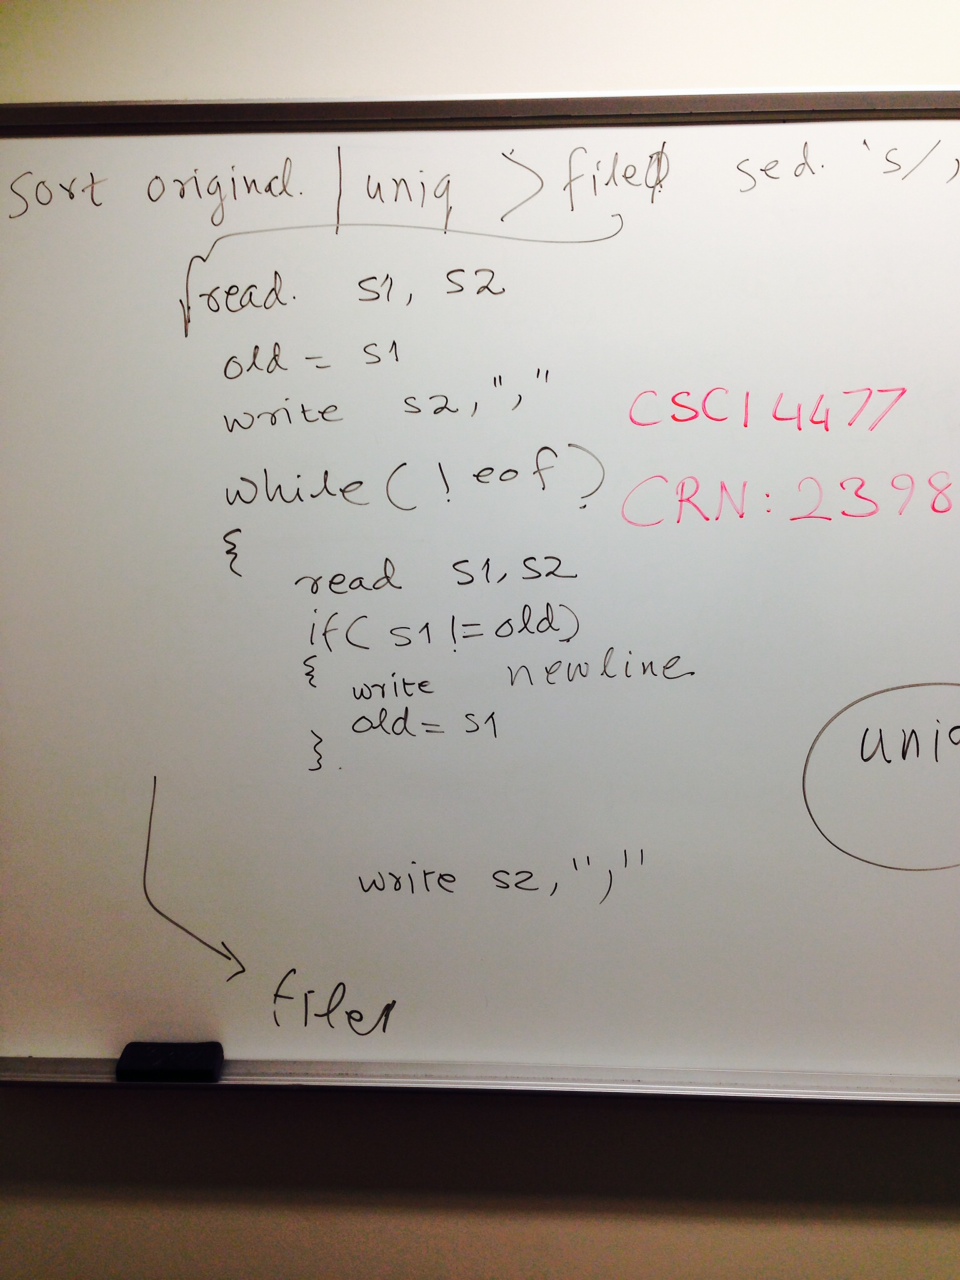 sort original. | uniq > file0 sed. 's/,
read. s1, s2
old = s1
write s2, ","
CSCI 4477
while(!eof)
CRN: 2398
{
read s1, s2
if( s1 != old)
{
write newline
old = s1
}.
uniq
write s2, ","
file1